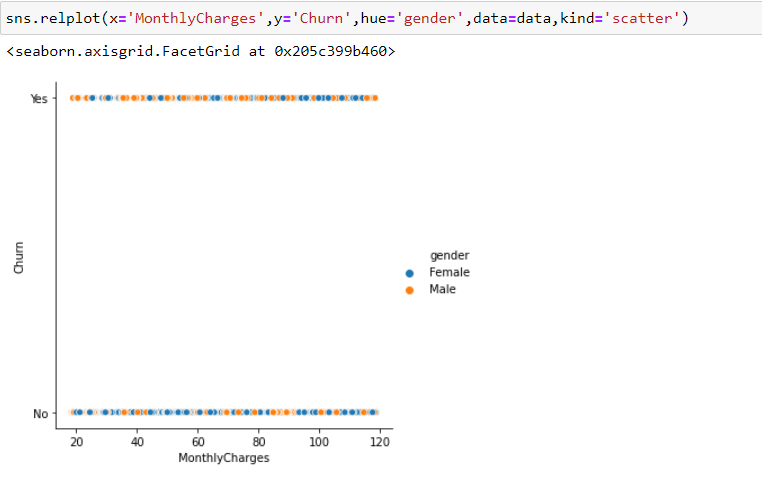 sns.relplot(x='MonthlyCharges',y='Churn',hue='gender',data=data,kind='scatter')
<seaborn.axisgrid.FacetGrid at 0x205c399b460>
Yes
Churn
gender
Female
Male
No
20 40 60 80 100 120
MonthlyCharges